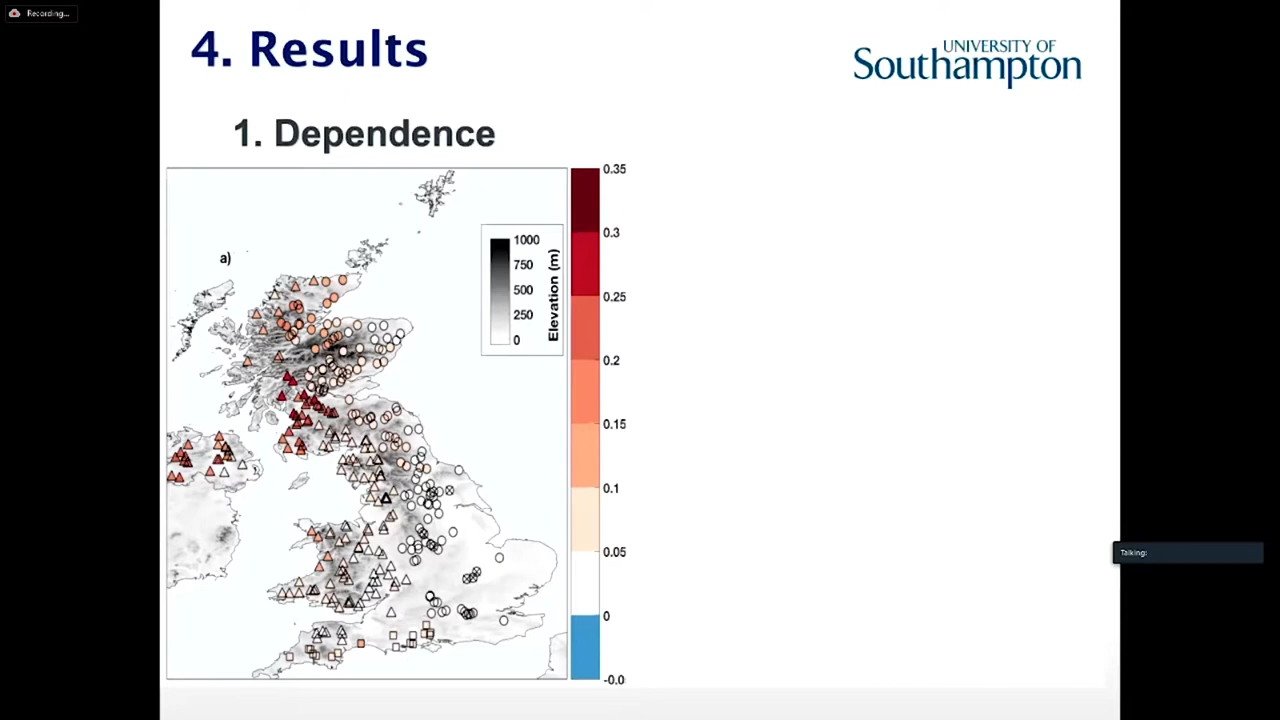 Recording...
4. Results
UNIVERSITY OF
Southampton
1. Dependence
a)
1000
750
500
250
0
Elevation (m)
0.35
0.3
0.25
0.2
0.15
0.1
0.05
0
-0.0
Talking: